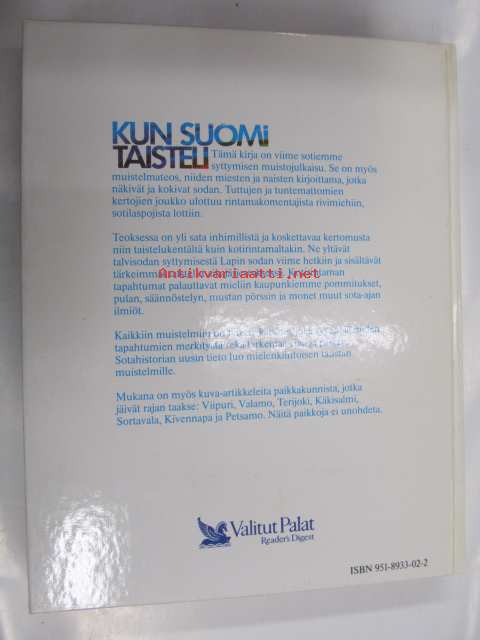 KUN SUOMI
TAISTELI Tämä kirja on viime sotiemme
syttymisen muistojulkaisu. Se on myös
muistelmateos, niiden miesten ja naisten kirjoittama, jotka
näkivät ja kokivat sodan. Tuttujen ja tuntemattomien
kertojien joukko ulottuu rintamakomentajista rivimiehiin,
sotilaspojista lottiin.
Teoksessa on yli sata inhimillistä ja koskettavaa kertomusta
niin taistelukentältä kuin kotirintamaltakin. Ne yltävät
talvisodan syttymisestä Lapin sodan viime hetkiin ja sisältävät
tärkeimmät
Antikvariaatti.net
tapahtumat palauttavat mieliin kaupunkiemme pommitukset,
pulan, säännöstelyn, mustan pörssin ja monet muut sota-ajan
ilmiöt.
Kaikkiin muistelmiin
tapahtumien merkitystä sekä
Sotahistorian uusin tieto luo mielenkiintoisen taustan
muistelmille.
Mukana on myös kuva-artikkeleita paikkakunnista, jotka
jäivät rajan taakse: Viipuri, Valamo, Terijoki, Käkisalmi,
Sortavala, Kivennapa ja Petsamo. Näitä paikkoja ei unohdeta.
Valitut Palat
Reader's Digest
ISBN 951-8933-02-2